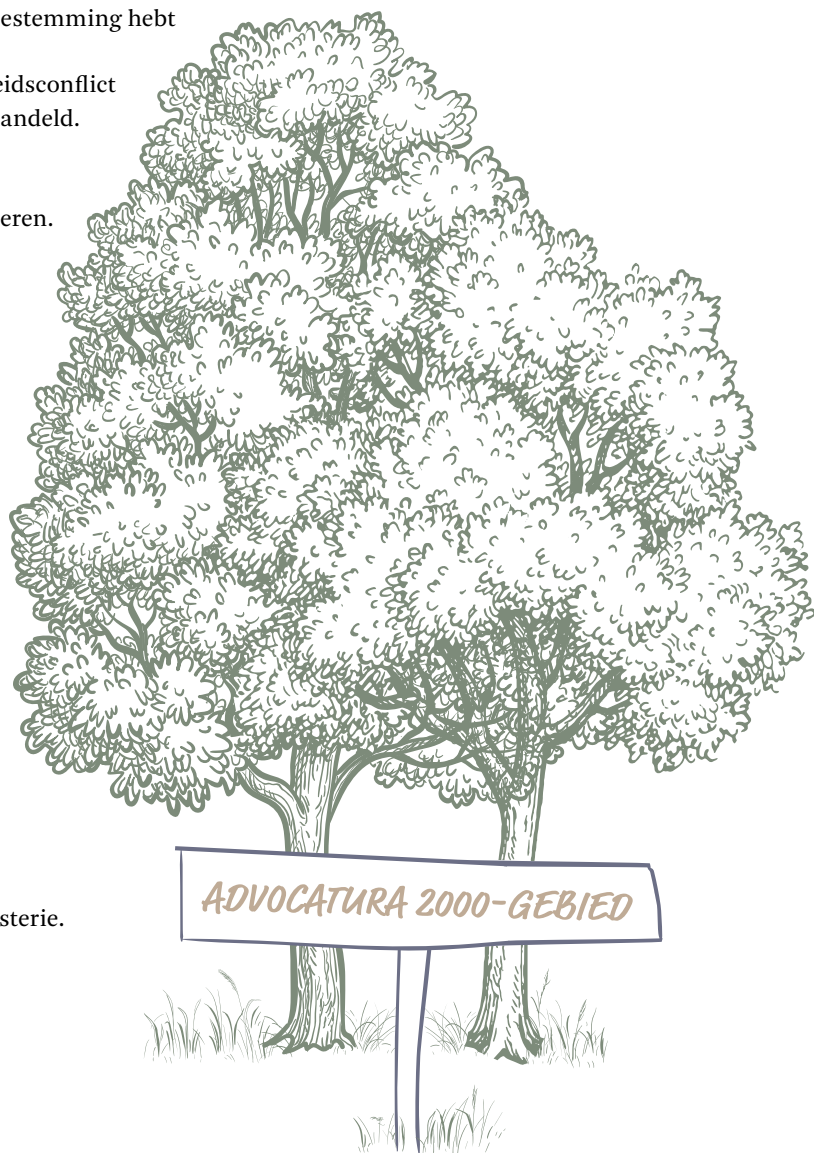 estemming hebt
eidsconflict
andeld.
eren.
sterie.
ADVOCATURA 2000-GEBIED